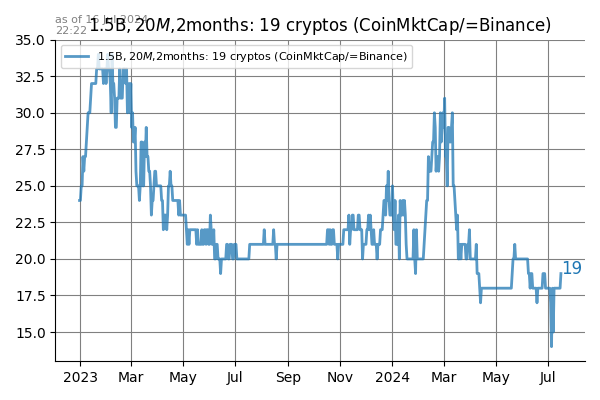 as of 15 Jul 2024
22:22
1.5B,20M,2months: 19 cryptos (CoinMktCap/=Binance)
1.5B,20M,2months: 19 cryptos (CoinMktCap/=Binance)
35.0
32.5
30.0
27.5
25.0
22.5
20.0
17.5
15.0
19
2023 Mar May Jul Sep Nov 2024 Mar May Jul